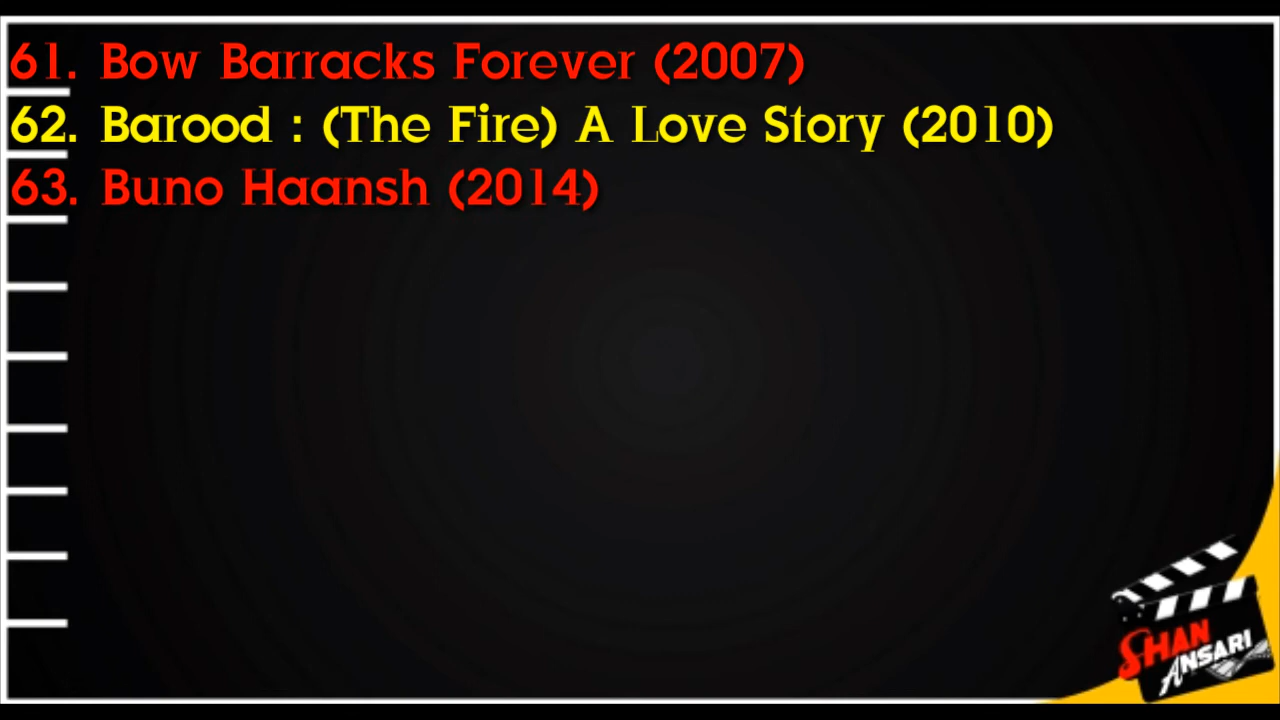 61. Bow Barracks Forever (2007)
62. Barood : (The Fire) A Love Story (2010)
63. Buno Haansh (2014)
SHAN
ANSARI